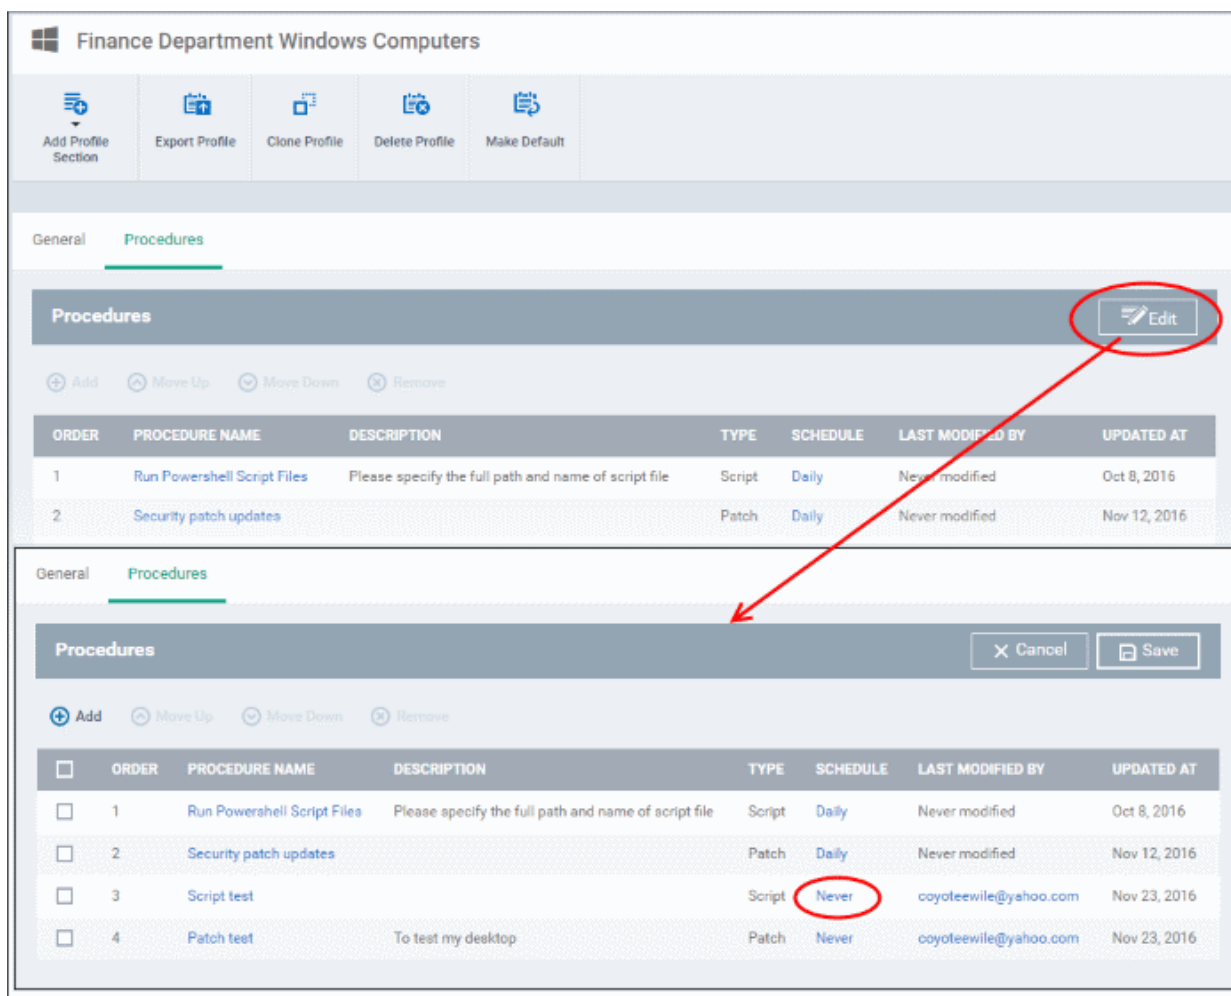 Finance Department Windows Computers
Add Profile Section Export Profile Clone Profile Delete Profile Make Default
General Procedures
Procedures Edit
Add Move Up Move Down Remove
ORDER PROCEDURE NAME DESCRIPTION TYPE SCHEDULE LAST MODIFIED BY UPDATED AT
1 Run Powershell Script Files Please specify the full path and name of script file Script Daily Never modified Oct 8, 2016
2 Security patch updates Patch Daily Never modified Nov 12, 2016
General Procedures
Procedures Cancel Save
Add Move Up Move Down Remove
ORDER PROCEDURE NAME DESCRIPTION TYPE SCHEDULE LAST MODIFIED BY UPDATED AT
1 Run Powershell Script Files Please specify the full path and name of script file Script Daily Never modified Oct 8, 2016
2 Security patch updates Patch Daily Never modified Nov 12, 2016
3 Script test Script Never coyoteewile@yahoo.com Nov 23, 2016
4 Patch test To test my desktop Patch Never coyoteewile@yahoo.com Nov 23, 2016